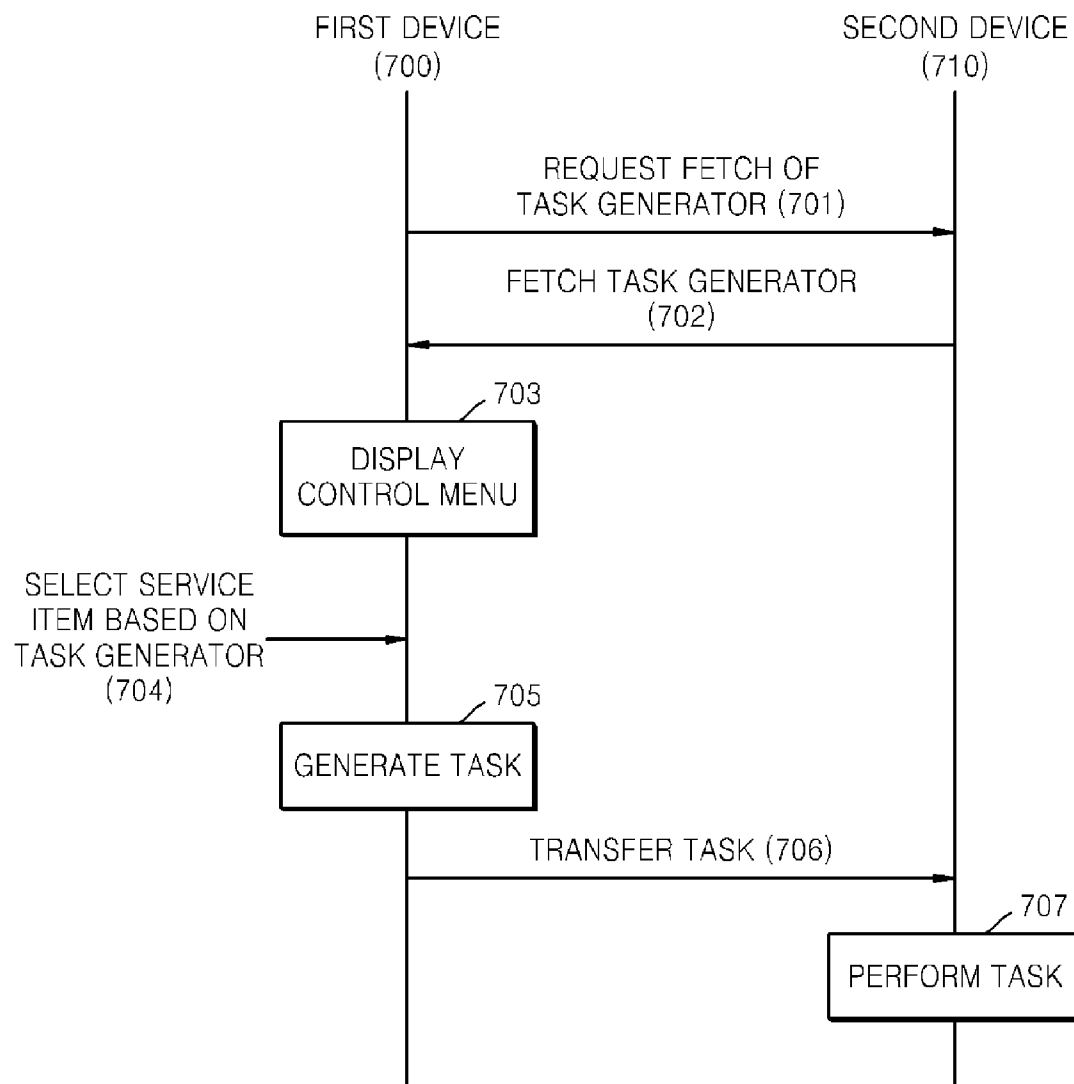 FIRST DEVICE
(700)
SECOND DEVICE
(710)
REQUEST FETCH OF
TASK GENERATOR (701)
FETCH TASK GENERATOR
(702)
703
DISPLAY
CONTROL MENU
SELECT SERVICE
ITEM BASED ON
TASK GENERATOR
(704)
705
GENERATE TASK
TRANSFER TASK (706)
707
PERFORM TASK